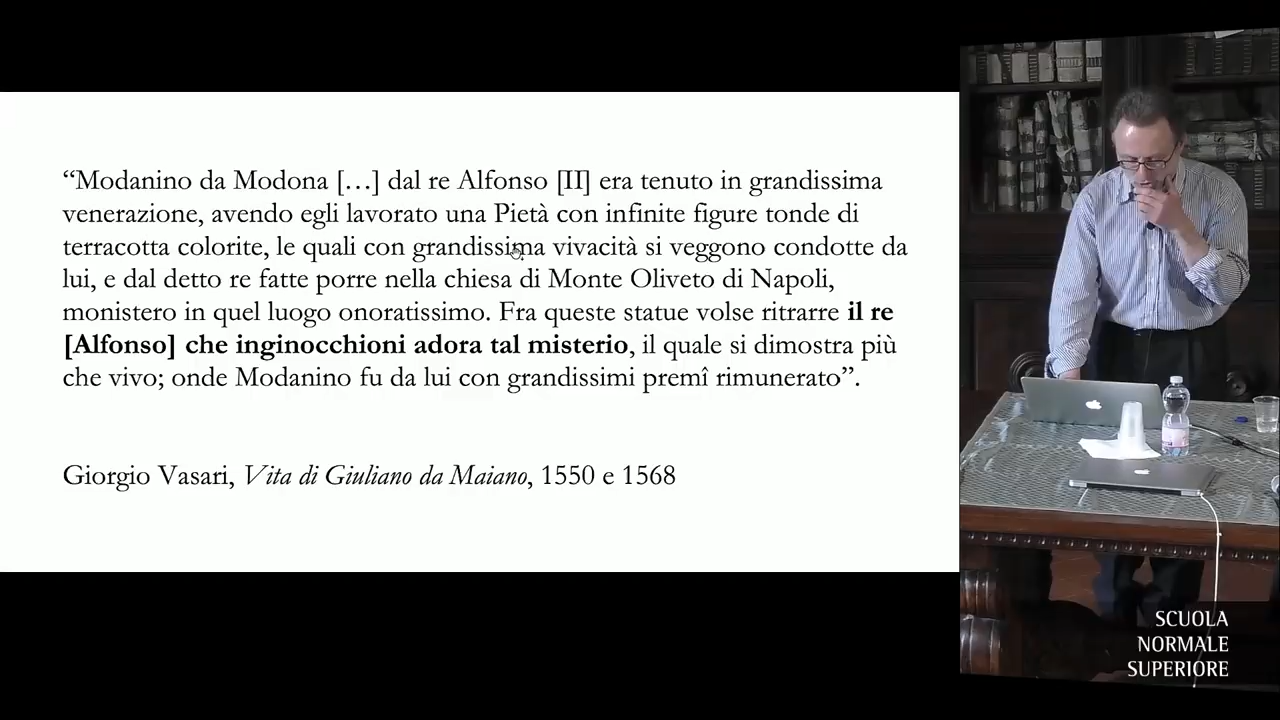 “Modanino da Modona […] dal re Alfonso [II] era tenuto in grandissima
venerazione, avendo egli lavorato una Pietà con infinite figure tonde di
terracotta colorite, le quali con grandissima vivacità si veggono condotte da
lui, e dal detto re fatte porre nella chiesa di Monte Oliveto di Napoli,
monistero in quel luogo onoratissimo. Fra queste statue volse ritrarre il re
[Alfonso] che inginocchioni adora tal misterio, il quale si dimostra più
che vivo; onde Modanino fu da lui con grandissimi premî rimunerato”.
Giorgio Vasari, Vita di Giuliano da Maiano, 1550 e 1568
SCUOLA
NORMALE
SUPERIORE